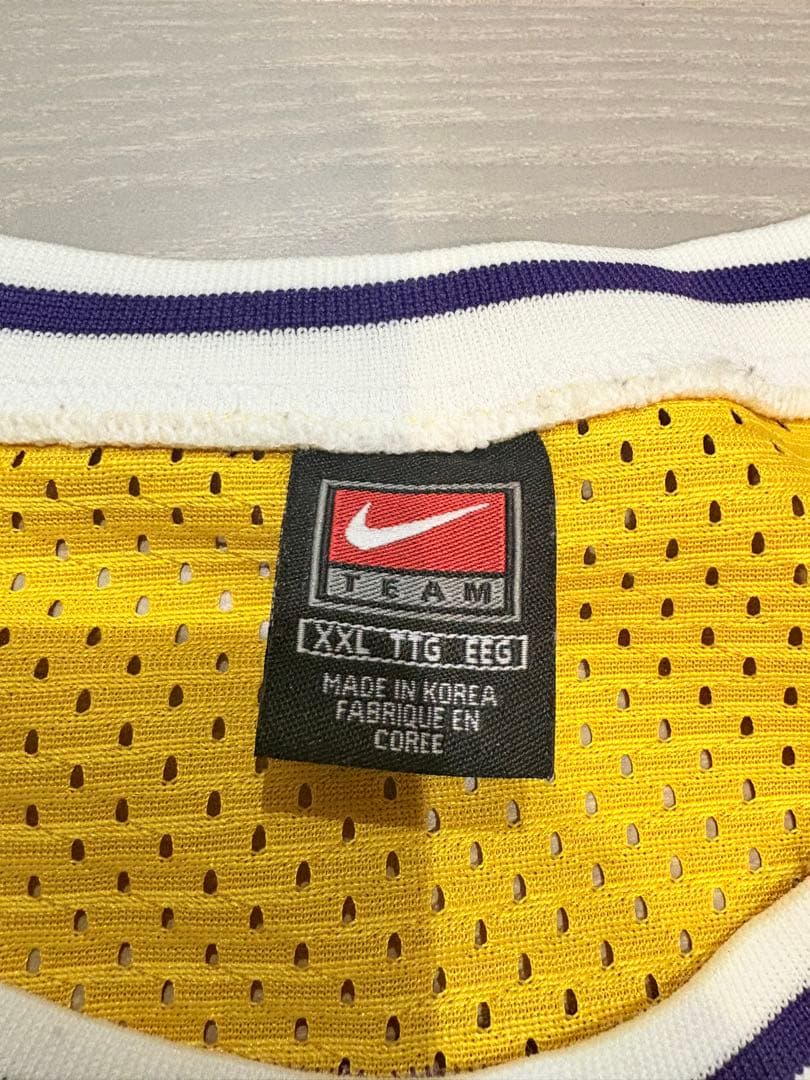 TEAM
XXL TTG EEG
MADE IN KOREA
FABRIQUE EN
COREE